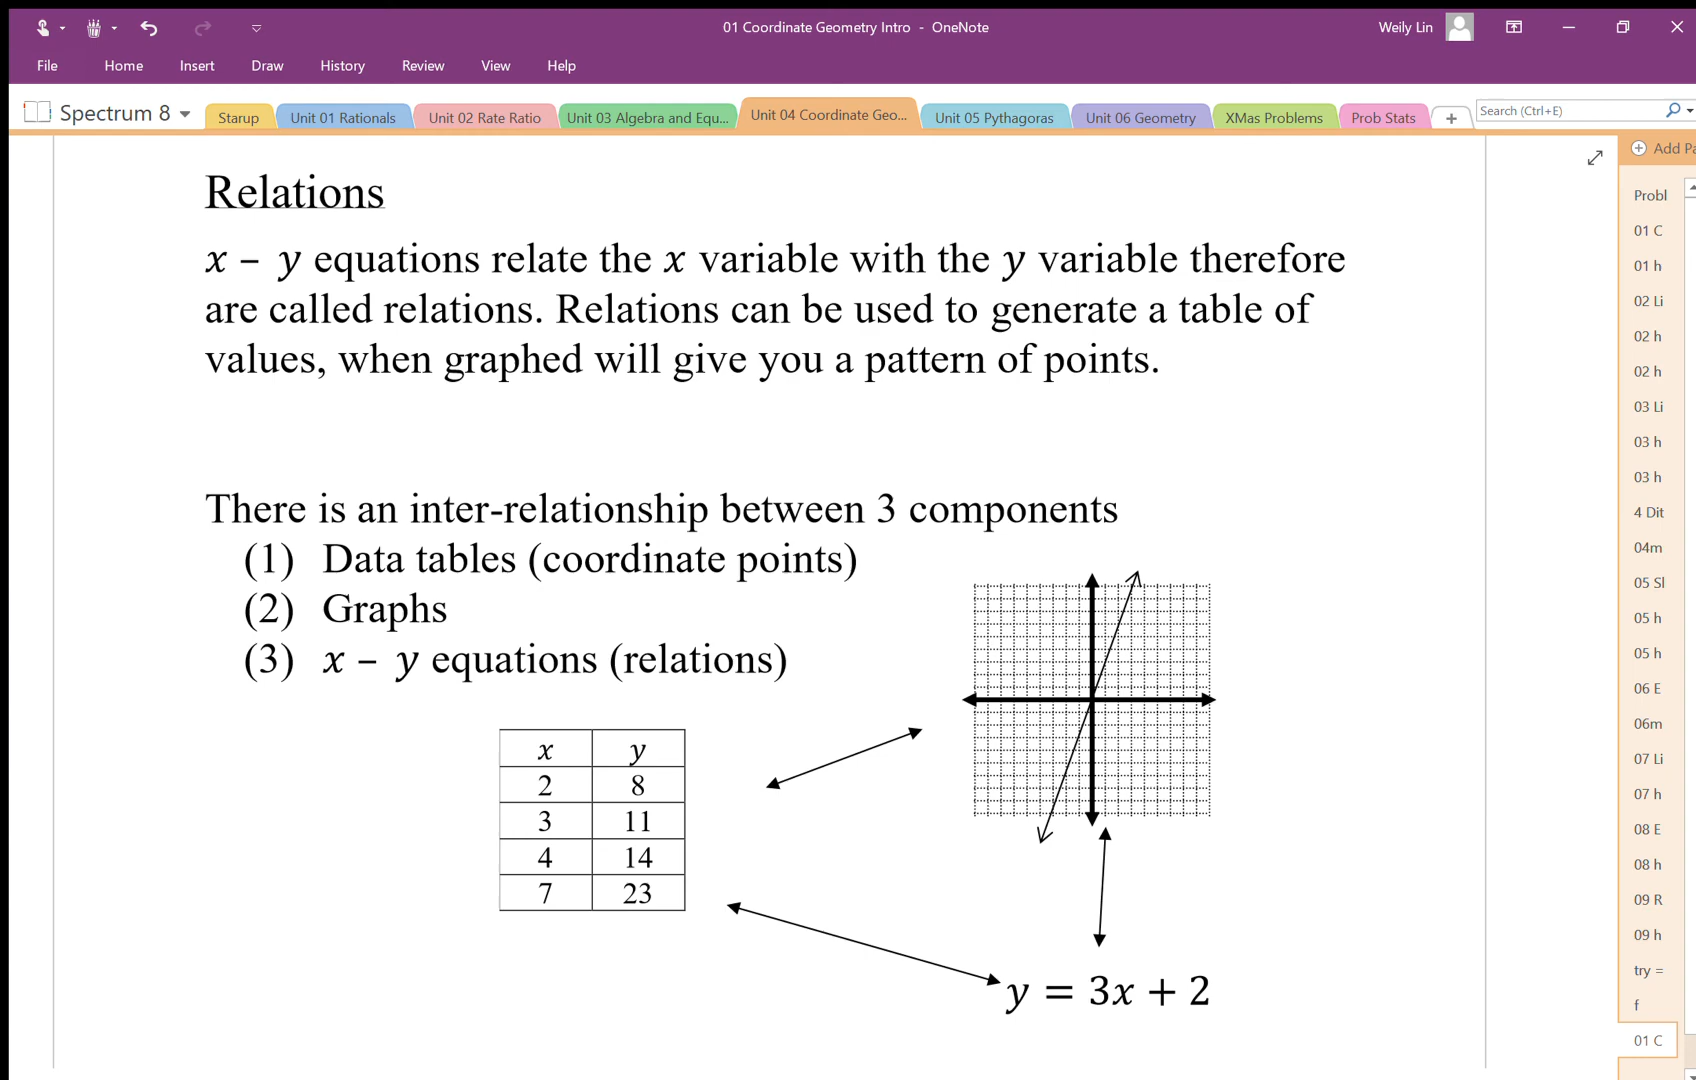 01 Coordinate Geometry Intro - OneNote
Weily Lin
File Home Insert Draw History Review View Help
Spectrum 8
Starup
Unit 01 Rationals
Unit 02 Rate Ratio
Unit 03 Algebra and Equ...
Unit 04 Coordinate Geo...
Unit 05 Pythagoras
Unit 06 Geometry
XMas Problems
Prob Stats
+
Search (Ctrl+E)
Add Pa
Relations
x – y equations relate the x variable with the y variable therefore
are called relations. Relations can be used to generate a table of
values, when graphed will give you a pattern of points.
There is an inter-relationship between 3 components
(1) Data tables (coordinate points)
(2) Graphs
(3) x – y equations (relations)
x y
2 8
3 11
4 14
7 23
y = 3x + 2
Probl
01 C
01 h
02 Li
02 h
02 h
03 Li
03 h
03 h
4 Dit
04m
05 Sl
05 h
05 h
06 E
06m
07 Li
07 h
08 E
08 h
09 R
09 h
try =
f
01 C